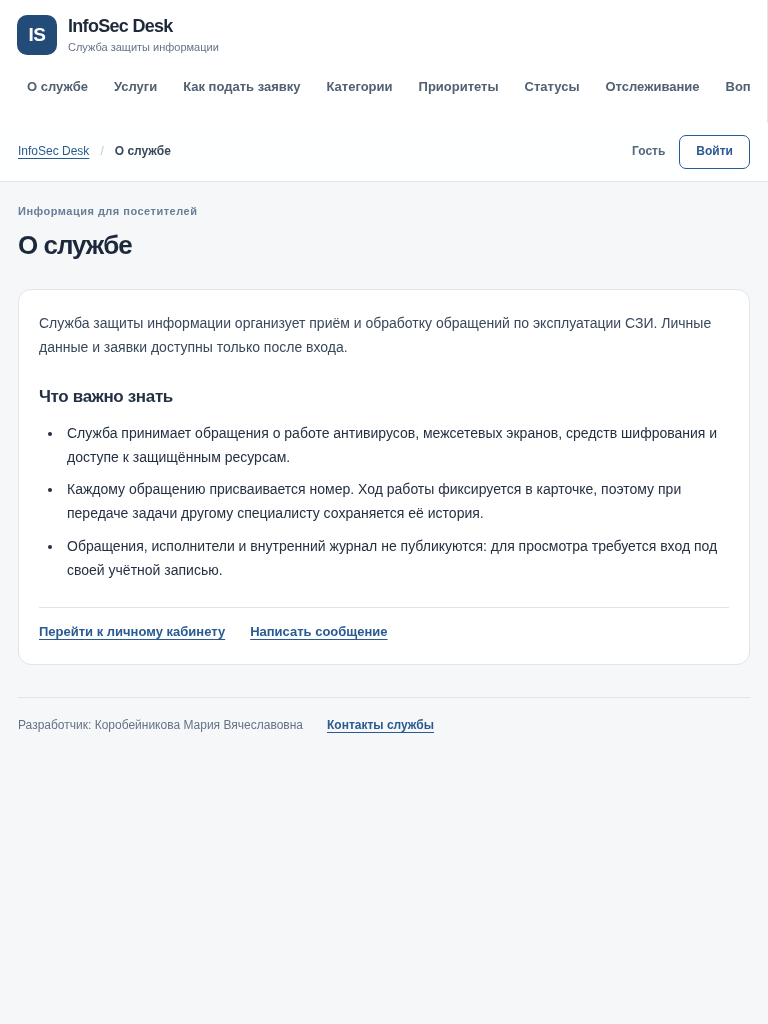 IS
InfoSec Desk
Служба защиты информации
О службе Услуги Как подать заявку Категории Приоритеты Статусы Отслеживание Воп
InfoSec Desk / О службе Гость Войти
Информация для посетителей
О службе
Служба защиты информации организует приём и обработку обращений по эксплуатации СЗИ. Личные
данные и заявки доступны только после входа.
Что важно знать
• Служба принимает обращения о работе антивирусов, межсетевых экранов, средств шифрования и
доступе к защищённым ресурсам.
• Каждому обращению присваивается номер. Ход работы фиксируется в карточке, поэтому при
передаче задачи другому специалисту сохраняется её история.
• Обращения, исполнители и внутренний журнал не публикуются: для просмотра требуется вход под
своей учётной записью.
Перейти к личному кабинету Написать сообщение
Разработчик: Коробейникова Мария Вячеславовна Контакты службы